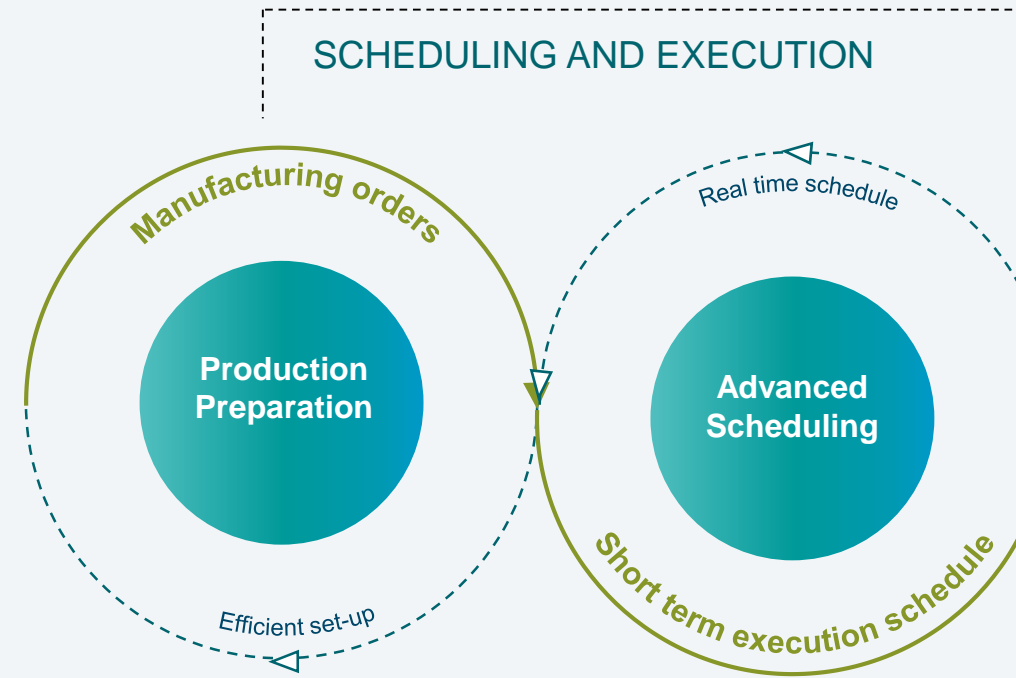 SCHEDULING AND EXECUTION
Manufacturing orders
Real time schedule
Production
Preparation
Advanced
Scheduling
Efficient set-up
Short term execution schedule